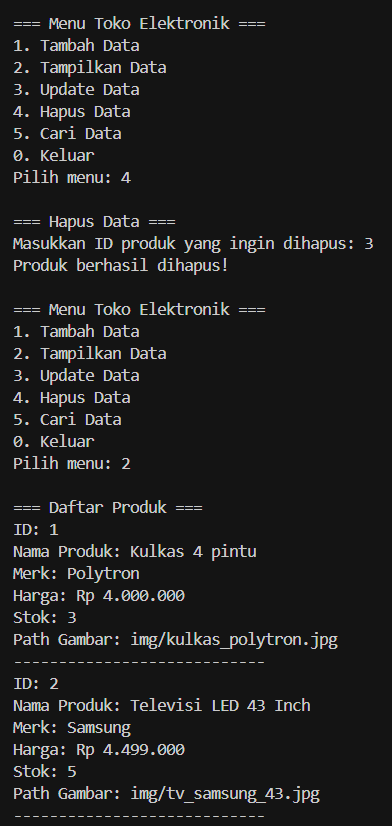 === Menu Toko Elektronik ===
1. Tambah Data
2. Tampilkan Data
3. Update Data
4. Hapus Data
5. Cari Data
0. Keluar
Pilih menu: 4
=== Hapus Data ===
Masukkan ID produk yang ingin dihapus: 3
Produk berhasil dihapus!
=== Menu Toko Elektronik ===
1. Tambah Data
2. Tampilkan Data
3. Update Data
4. Hapus Data
5. Cari Data
0. Keluar
Pilih menu: 2
=== Daftar Produk ===
ID: 1
Nama Produk: Kulkas 4 pintu
Merk: Polytron
Harga: Rp 4.000.000
Stok: 3
Path Gambar: img/kulkas_polytron.jpg
----------------------------
ID: 2
Nama Produk: Televisi LED 43 Inch
Merk: Samsung
Harga: Rp 4.499.000
Stok: 5
Path Gambar: img/tv_samsung_43.jpg
----------------------------